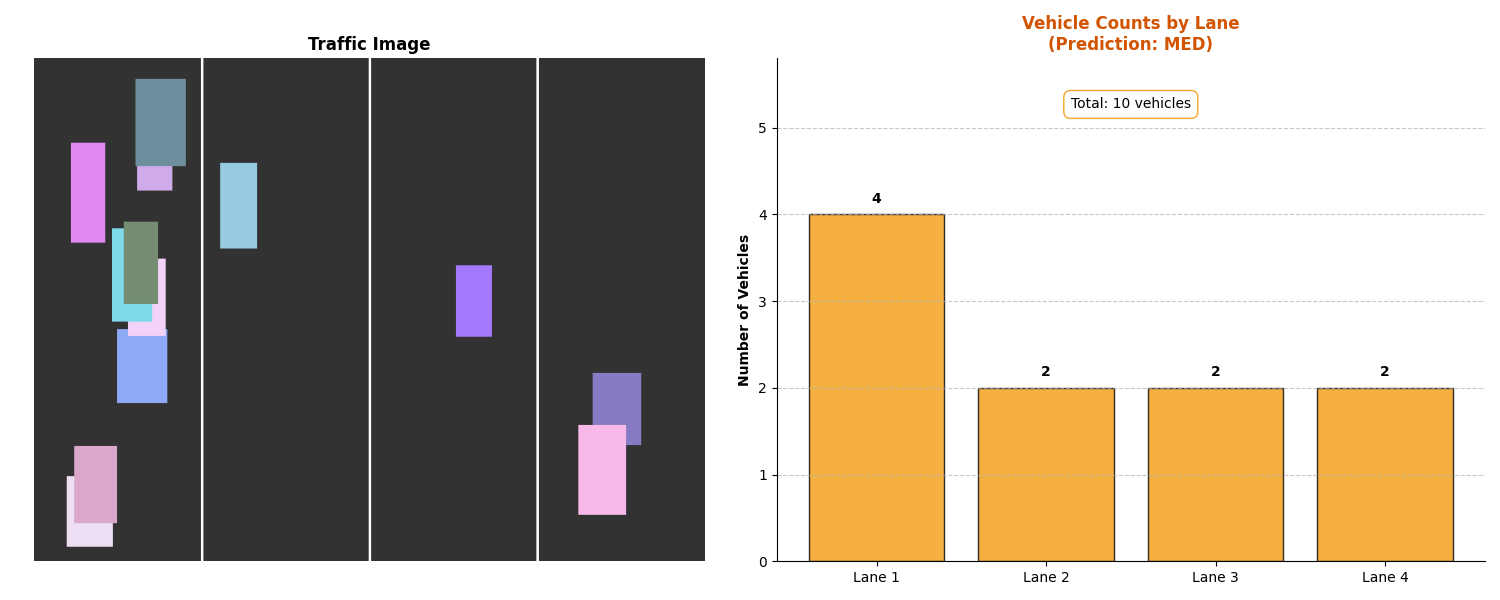 Traffic Image
Vehicle Counts by Lane
(Prediction: MED)
Total: 10 vehicles
Number of Vehicles
5
4
3
2
1
0
4
2
2
2
Lane 1
Lane 2
Lane 3
Lane 4